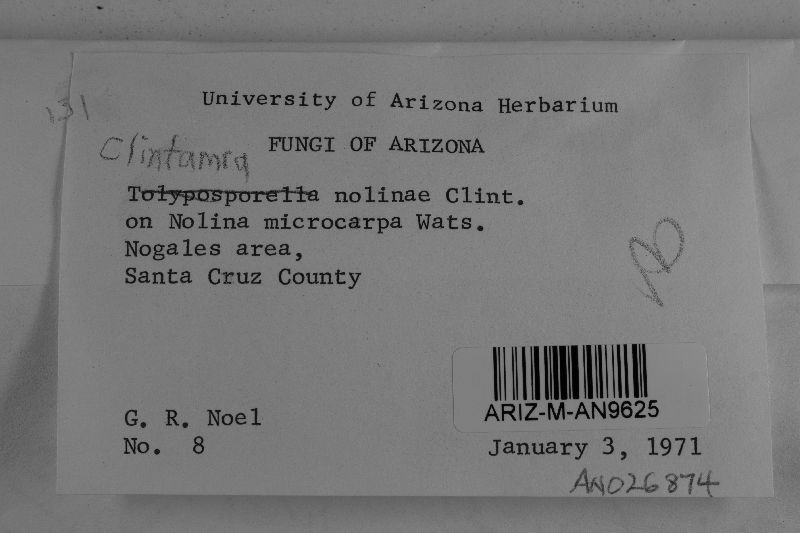 131
University of Arizona Herbarium
FUNGI OF ARIZONA
Clintamra
Tolyposporella nolinae Clint.
on Nolina microcarpa Wats.
Nogales area,
Santa Cruz County
ARIZ-M-AN9625
G. R. Noel
No. 8
January 3, 1971
AN026874